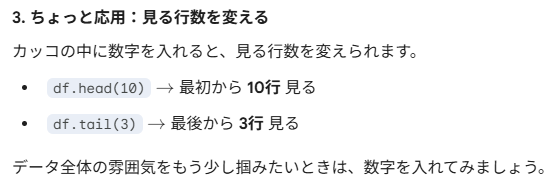 3. ちょっと応用：見る行数を変える
カッコの中に数字を入れると、見る行数を変えられます。
• df.head(10) → 最初から 10行 見る
• df.tail(3) → 最後から 3行 見る
データ全体の雰囲気をもう少し掴みたいときは、数字を入れてみましょう。